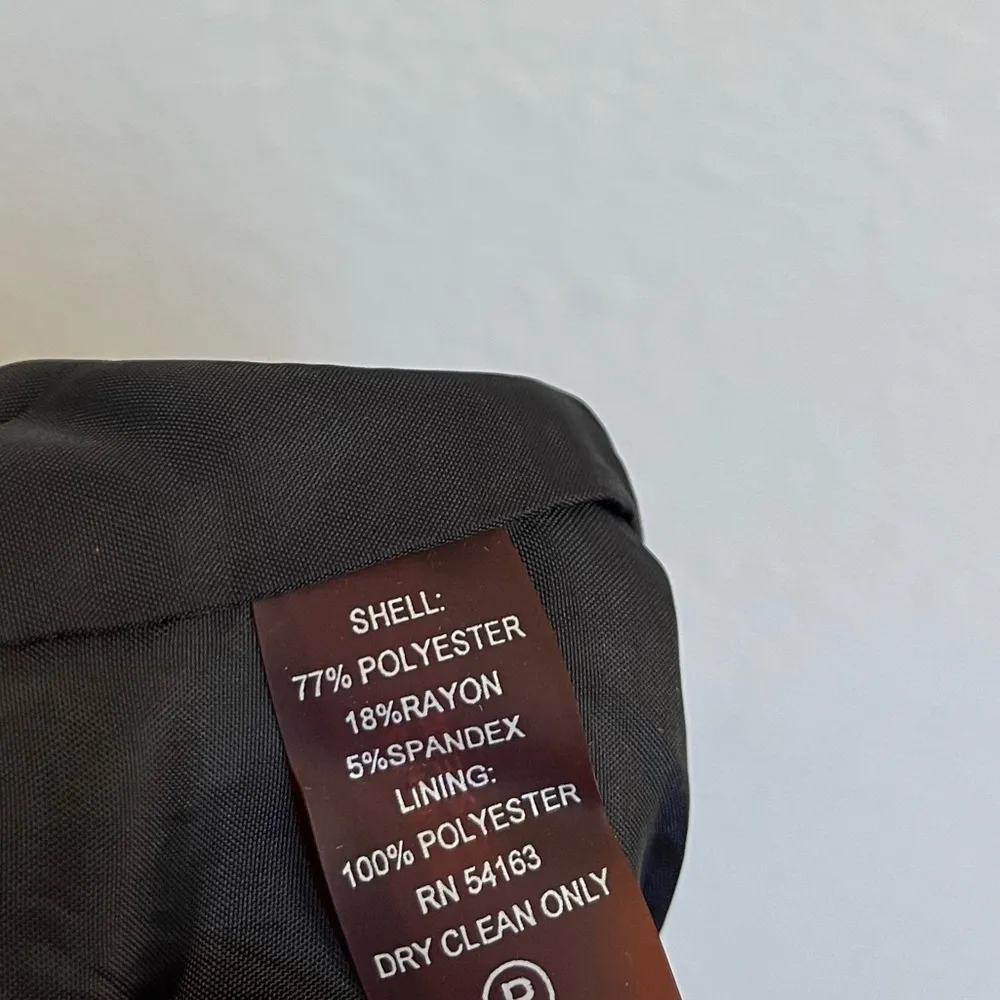 SHELL:
77% POLYESTER
18%RAYON
5%SPANDEX
LINING:
100% POLYESTER
RN 54163
DRY CLEAN ONLY
P